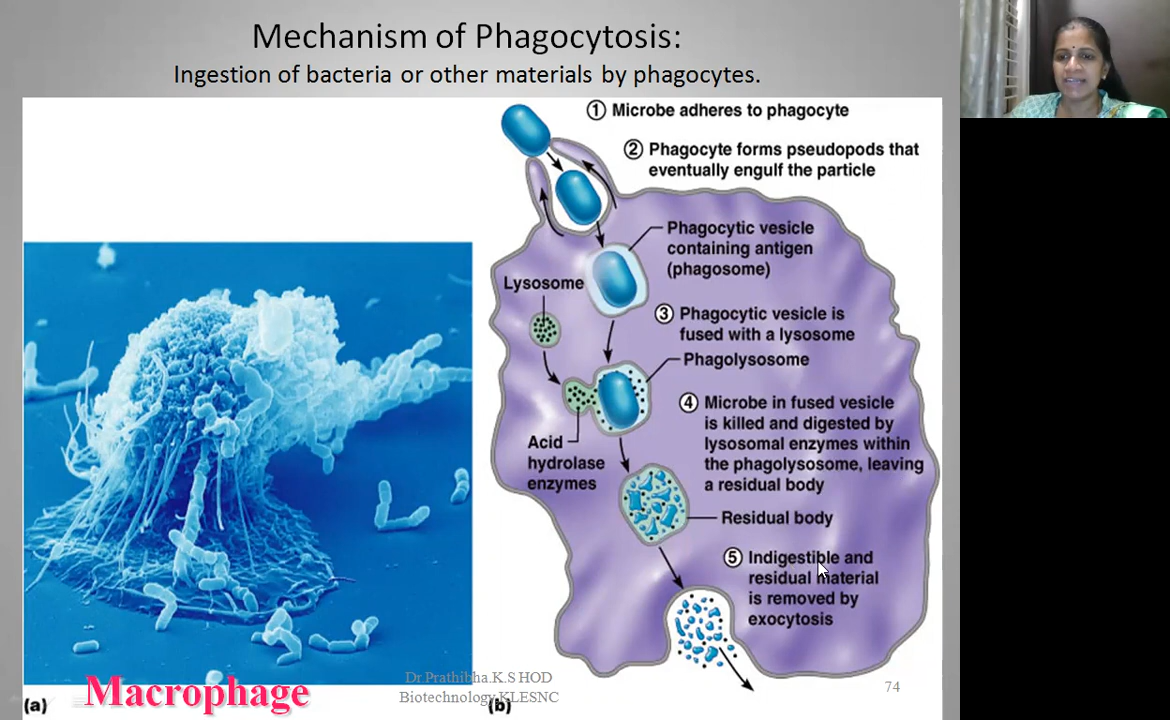 Mechanism of Phagocytosis:
Ingestion of bacteria or other materials by phagocytes.
① Microbe adheres to phagocyte
② Phagocyte forms pseudopods that
eventually engulf the particle
Phagocytic vesicle
containing antigen
(phagosome)
Lysosome
③ Phagocytic vesicle is
fused with a lysosome
Phagolysosome
④ Microbe in fused vesicle
is killed and digested by
lysosomal enzymes within
the phagolysosome, leaving
a residual body
Acid
hydrolase
enzymes
Residual body
⑤ Indigestible and
residual material
is removed by
exocytosis
Macrophage
Dr.Prathibha.K.S HOD
Biotechnology,KLESNC
74
(a)
(b)